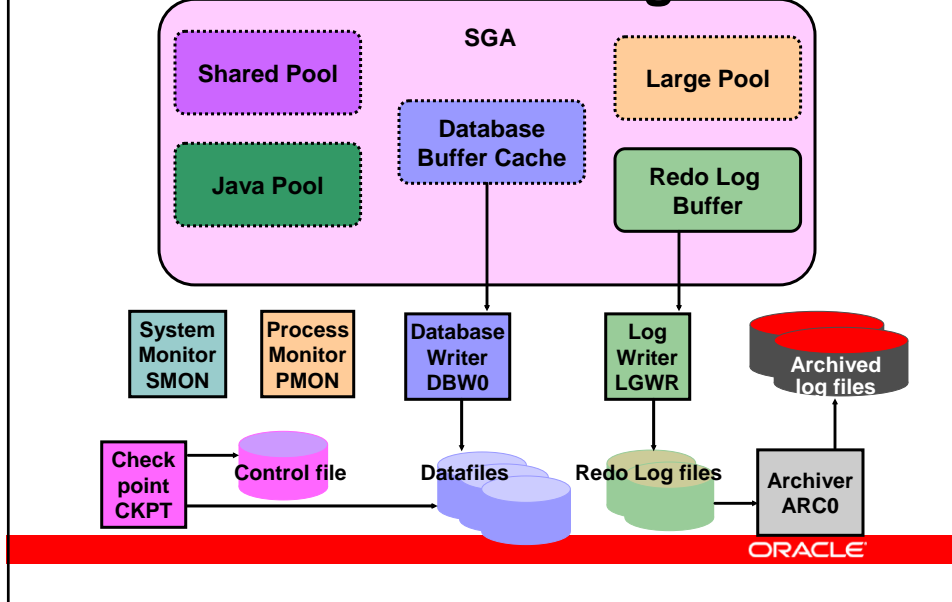 SGA
Shared Pool
Large Pool
Database
Buffer Cache
Java Pool
Redo Log
Buffer
System
Monitor
SMON
Process
Monitor
PMON
Database
Writer
DBW0
Log
Writer
LGWR
Archived
log files
Check
point
CKPT
Control file
Datafiles
Redo Log files
Archiver
ARC0
ORACLE